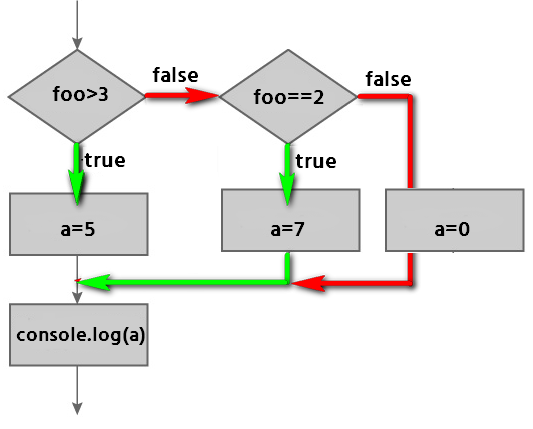 foo>3
false
foo==2
false
true
true
a=5
a=7
a=0
console.log(a)